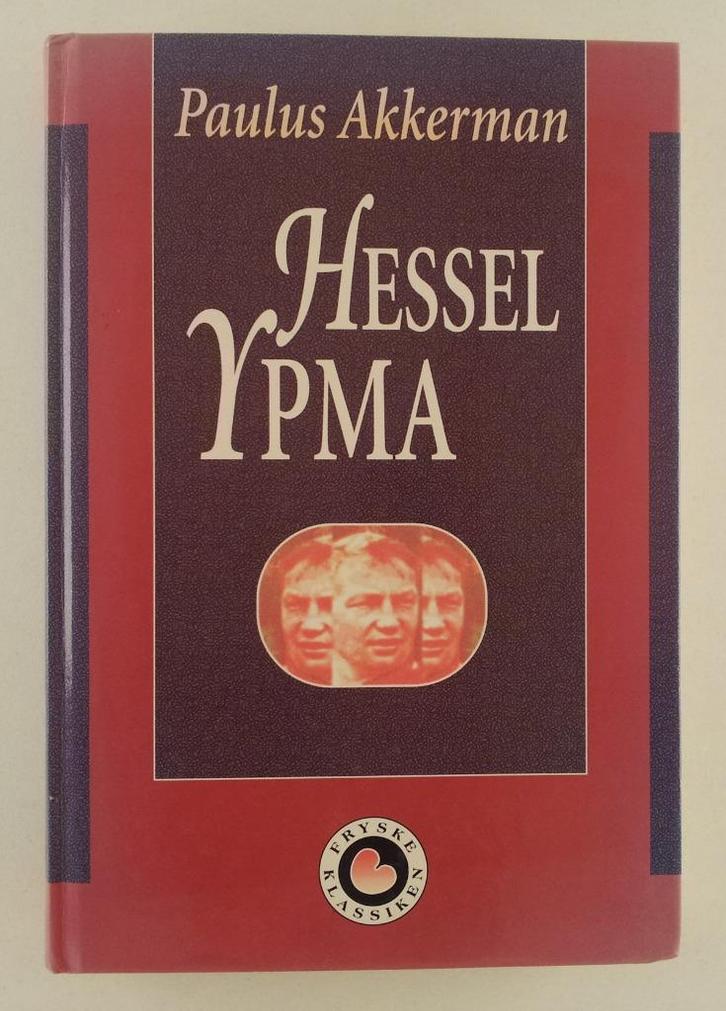 Paulus Akkerman
HESSEL
YPMA
FRYSKE
KLASSIKEN